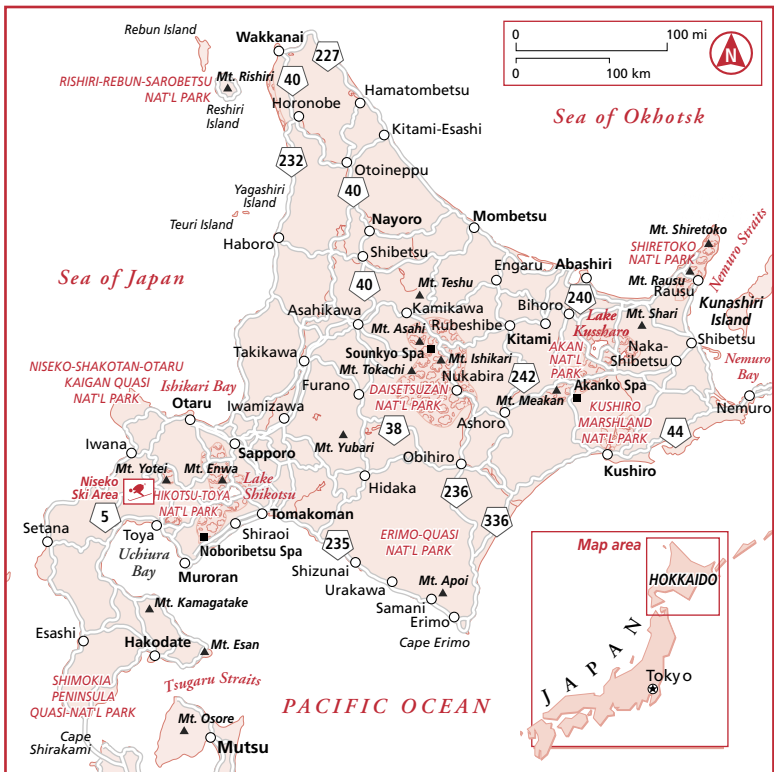 Rebun Island
Wakkanai
227
0
100 mi
0
100 km
N
RISHIRI-REBUN-SAROBETSU
NAT'L PARK
Mt. Rishiri
Reshiri
Island
40
Horonobe
Hamatombetsu
Kitami-Esashi
Sea of Okhotsk
232
Otoineppu
40
Yagashiri
Island
Teuri Island
Nayoro
Mombetsu
Haboro
Shibetsu
Mt. Shiretoko
SHIRETOKO
NAT'L PARK
Nemuro Straits
Sea of Japan
40
Mt. Teshu
Engaru
Abashiri
Mt. Rausu
Rausu
Kunashiri
Island
Asahikawa
Kamikawa
Bihoro
240
Mt. Asahi
Rubeshibe
Kitami
Lake
Kussharo
Mt. Shari
Shibetsu
Takikawa
Sounkyo Spa
Mt. Ishikari
Mt. Tokachi
AKAN
NAT'L
PARK
Naka-
Shibetsu
Nemuro
Bay
NISEKO-SHAKOTAN-OTARU
KAIGAN QUASI
NAT'L PARK
Ishikari Bay
Furano
Nukabira
242
DAISETSUZAN
NAT'L PARK
Mt. Meakan
Akanko Spa
Otaru
Iwamizawa
Ashoro
KUSHIRO
MARSHLAND
NAT'L PARK
Nemuro
38
44
Iwana
Sapporo
Mt. Yubari
Obihiro
Kushiro
Mt. Yotei
Mt. Enwa
Niseko
Ski Area
Lake
Shikotsu
Hidaka
236
HIKOTSU-TOYA
NAT'L PARK
5
Tomakoman
336
Setana
Toya
Shiraoi
235
ERIMO-QUASI
NAT'L PARK
Map area
Uchiura
Bay
Noboribetsu Spa
Muroran
Shizunai
HOKKAIDO
Urakawa
Mt. Apoi
Mt. Kamagatake
Samani
Erimo
Cape Erimo
Esashi
Hakodate
Mt. Esan
JAPAN
Tokyo
SHIMOKIA
PENINSULA
QUASI-NAT'L PARK
Tsugaru Straits
PACIFIC OCEAN
Mt. Osore
Cape
Shirakami
Mutsu